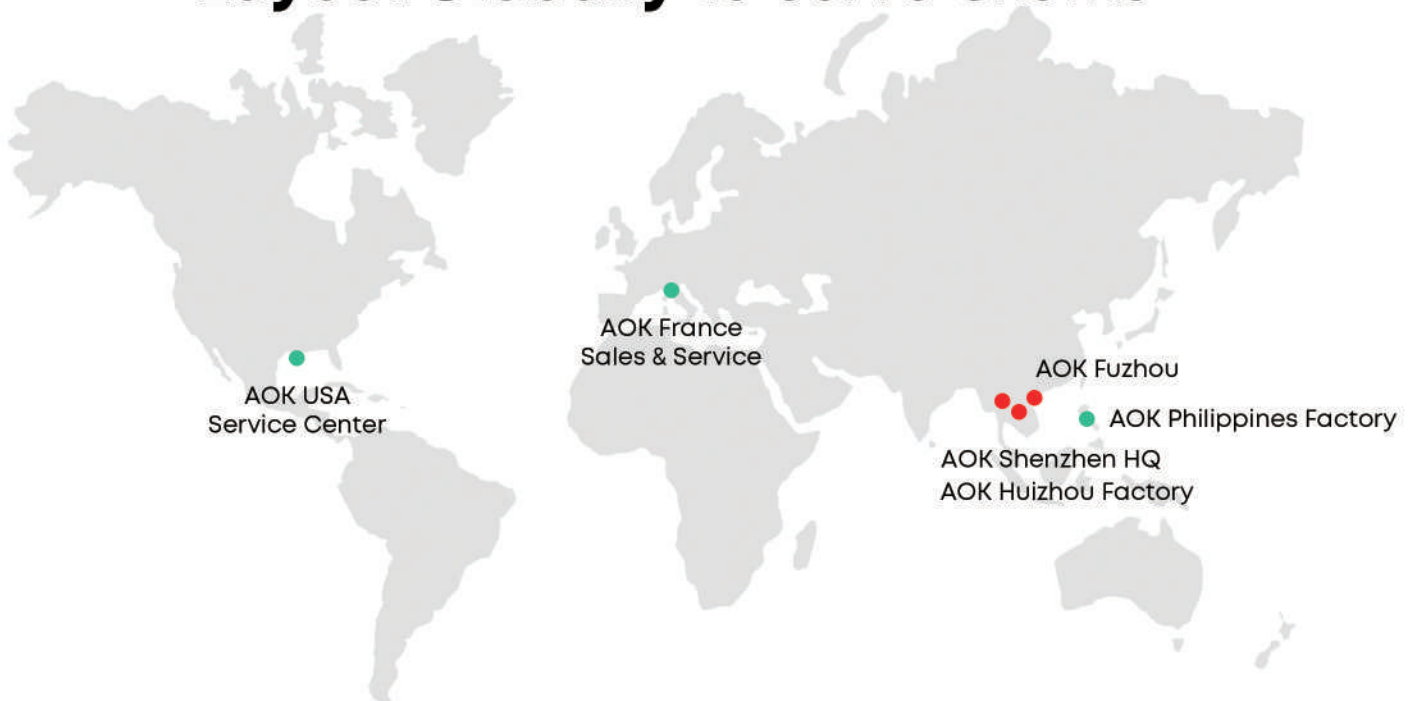 AOK France
Sales & Service
AOK USA
Service Center
AOK Fuzhou
AOK Philippines Factory
AOK Shenzhen HQ
AOK Huizhou Factory